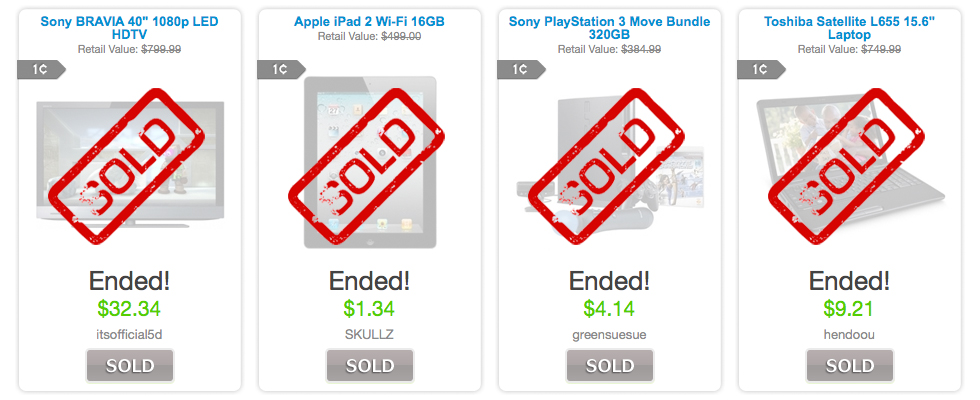 Sony BRAVIA 40" 1080p LED
HDTV
Retail Value: $799.99
1¢
SOLD
Ended!
$32.34
itsofficial5d
SOLD
Apple iPad 2 Wi-Fi 16GB
Retail Value: $499.00
1¢
SOLD
Ended!
$1.34
SKULLZ
SOLD
Sony PlayStation 3 Move Bundle
320GB
Retail Value: $384.99
1¢
SOLD
Ended!
$4.14
greensuesue
SOLD
Toshiba Satellite L655 15.6"
Laptop
Retail Value: $749.99
1¢
SOLD
Ended!
$9.21
hendoou
SOLD